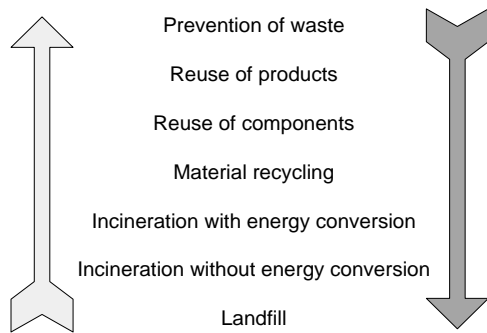 Prevention of waste
Reuse of products
Reuse of components
Material recycling
Incineration with energy conversion
Incineration without energy conversion
Landfill